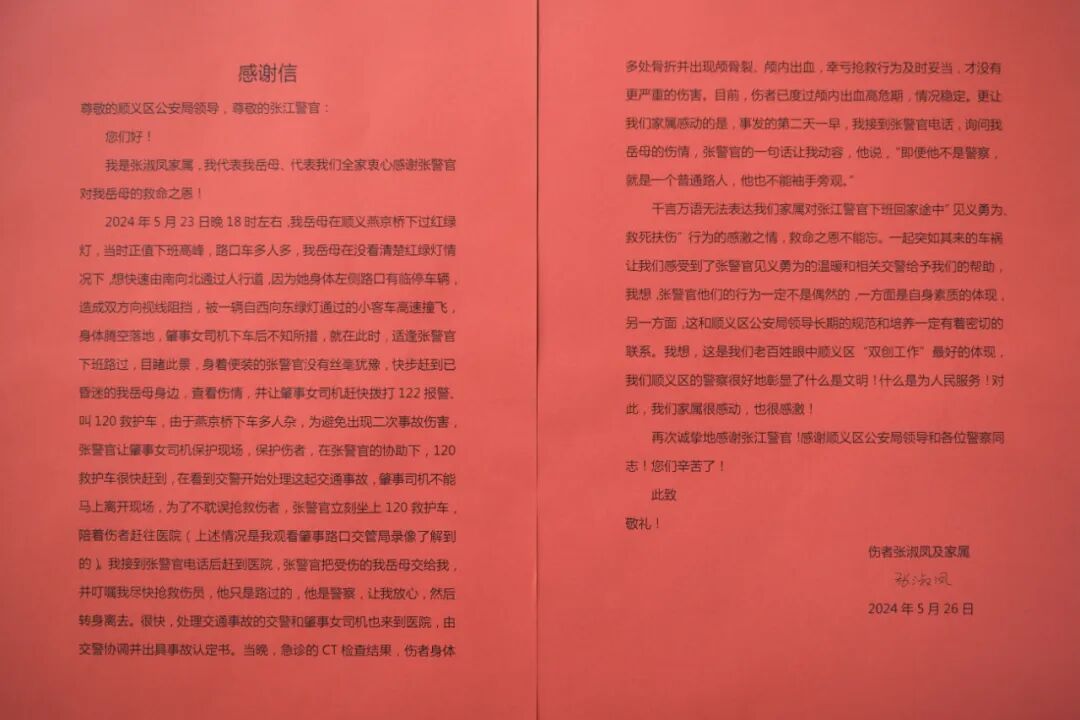 感谢信
尊敬的顺义区公安局领导，尊敬的张江警官：
您们好！
我是张淑凤家属，我代表我岳母、代表我们全家衷心感谢张警官
对我岳母的救命之恩！
2024年5月23日晚18时左右，我岳母在顺义燕京桥下过红绿
灯，当时正值下班高峰，路口车多人多，我岳母在没看清楚红绿灯情
况下，想快速由南向北通过人行道，因为她身体左侧路口有临停车辆，
造成双方向视线阻挡，被一辆自西向东绿灯通过的小客车高速撞飞，
身体腾空落地，肇事女司机下车后不知所措，就在此时，适逢张警官
下班路过，目睹此景，身着便装的张警官没有丝毫犹豫，快步赶到已
昏迷的我岳母身边，查看伤情，并让肇事女司机赶快拨打122报警。
叫120救护车，由于燕京桥下车多人杂，为避免出现二次事故伤害，
张警官让肇事女司机保护现场，保护伤者，在张警官的协助下，120
救护车很快赶到，在看到交警开始处理这起交通事故，肇事司机不能
马上离开现场，为了不耽误抢救伤者，张警官立刻坐上120救护车，
陪着伤者赶往医院（上述情况是我观看肇事路口交管局录像了解到
的）。我接到张警官电话后赶到医院，张警官把受伤的我岳母交给我，
并叮嘱我尽快抢救伤员，他只是路过的，他是警察，让我放心，然后
转身离去。很快，处理交通事故的交警和肇事女司机也来到医院，由
交警协调并出具事故认定书。当晚，急诊的CT检查结果，伤者身体
多处骨折并出现颅骨裂、颅内出血，幸亏抢救行为及时妥当，才没有
更严重的伤害。目前，伤者已度过颅内出血高危期，情况稳定。更让
我们家属感动的是，事发的第二天一早，我接到张警官电话，询问我
岳母的伤情，张警官的一句话让我动容，他说，“即便他不是警察，
就是一个普通路人，他也不能袖手旁观。”
千言万语无法表达我们家属对张江警官下班回家途中“见义勇为、
救死扶伤”行为的感激之情，救命之恩不能忘。一起突如其来的车祸
让我们感受到了张警官见义勇为的温暖和相关交警给予我们的帮助，
我想，张警官他们的行为一定不是偶然的，一方面是自身素质的体现，
另一方面，这和顺义区公安局领导长期的规范和培养一定有着密切的
联系。我想，这是我们老百姓眼中顺义区“双创工作”最好的体现，
我们顺义区的警察很好地彰显了什么是文明！什么是为人民服务！对
此，我们家属很感动，也很感激！
再次诚挚地感谢张江警官！感谢顺义区公安局领导和各位警察同
志！您们辛苦了！
此致
敬礼！
伤者张淑凤及家属
张淑凤
2024年5月26日